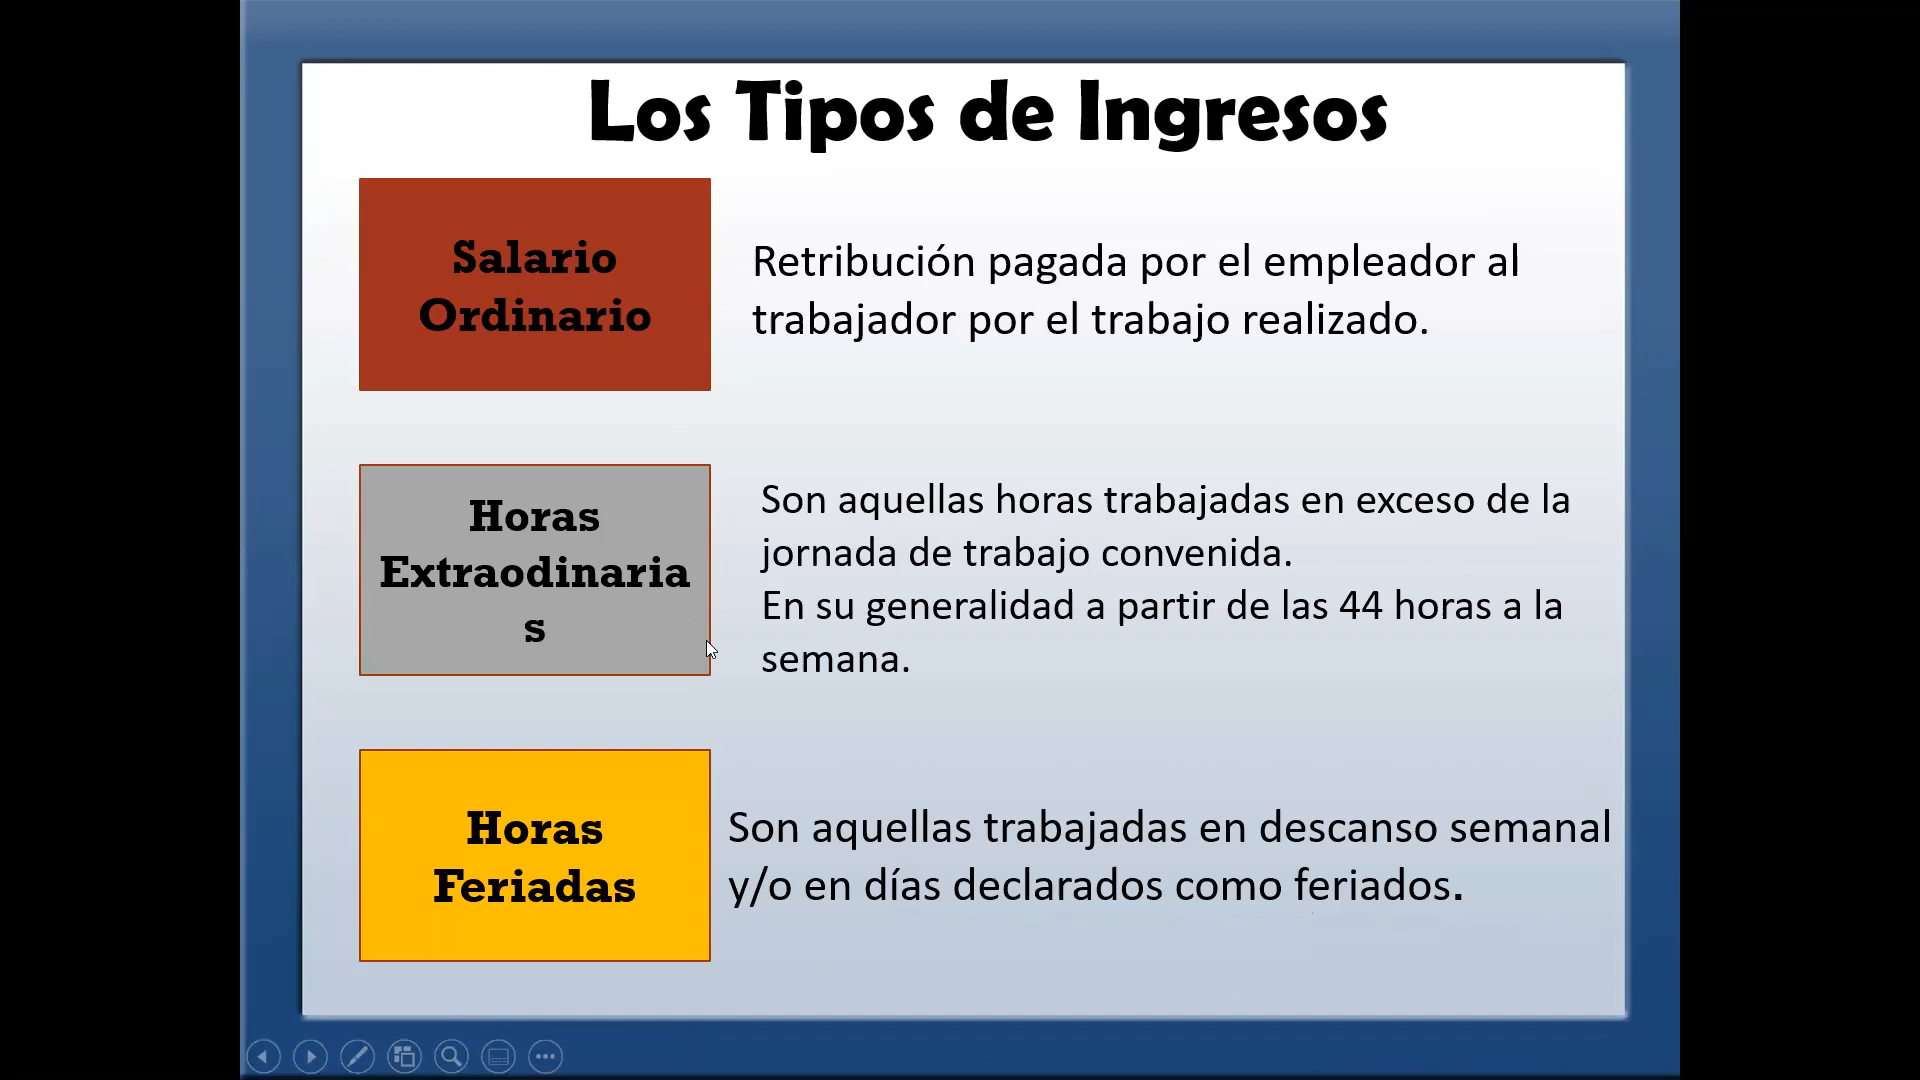 Los Tipos de Ingresos
Salario
Ordinario
Retribución pagada por el empleador al
trabajador por el trabajo realizado.
Horas
Extraodinaria
s
Son aquellas horas trabajadas en exceso de la
jornada de trabajo convenida.
En su generalidad a partir de las 44 horas a la
semana.
Horas
Feriadas
Son aquellas trabajadas en descanso semanal
y/o en días declarados como feriados.